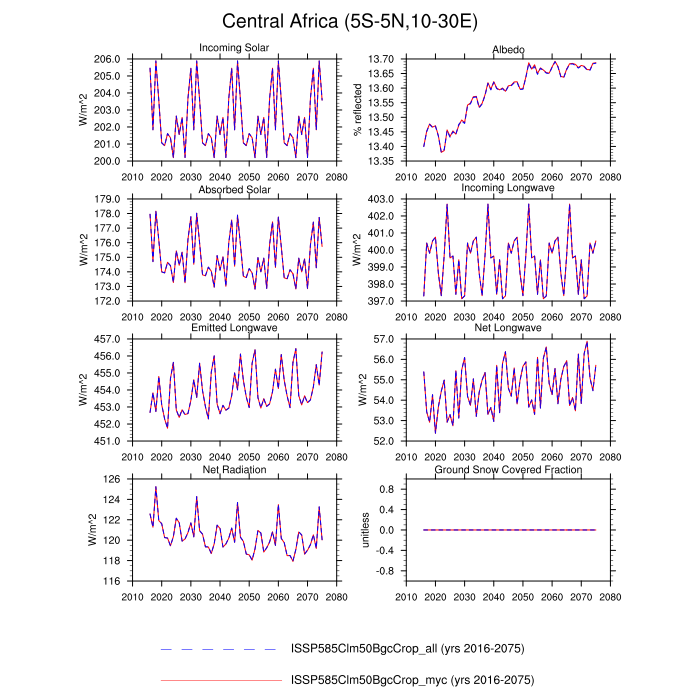 Central Africa (5S-5N,10-30E)
Incoming Solar
W/m^2
206.0
205.0
204.0
203.0
202.0
201.0
200.0
2010 2020 2030 2040 2050 2060 2070 2080
Albedo
% reflected
13.70
13.65
13.60
13.55
13.50
13.45
13.40
13.35
2010 2020 2030 2040 2050 2060 2070 2080
Absorbed Solar
W/m^2
179.0
178.0
177.0
176.0
175.0
174.0
173.0
172.0
2010 2020 2030 2040 2050 2060 2070 2080
Incoming Longwave
W/m^2
403.0
402.0
401.0
400.0
399.0
398.0
397.0
2010 2020 2030 2040 2050 2060 2070 2080
Emitted Longwave
W/m^2
457.0
456.0
455.0
454.0
453.0
452.0
451.0
2010 2020 2030 2040 2050 2060 2070 2080
Net Longwave
W/m^2
57.0
56.0
55.0
54.0
53.0
52.0
2010 2020 2030 2040 2050 2060 2070 2080
Net Radiation
W/m^2
126
124
122
120
118
116
2010 2020 2030 2040 2050 2060 2070 2080
Ground Snow Covered Fraction
unitless
0.8
0.4
0.0
-0.4
-0.8
2010 2020 2030 2040 2050 2060 2070 2080
ISSP585Clm50BgcCrop_all (yrs 2016-2075)
ISSP585Clm50BgcCrop_myc (yrs 2016-2075)